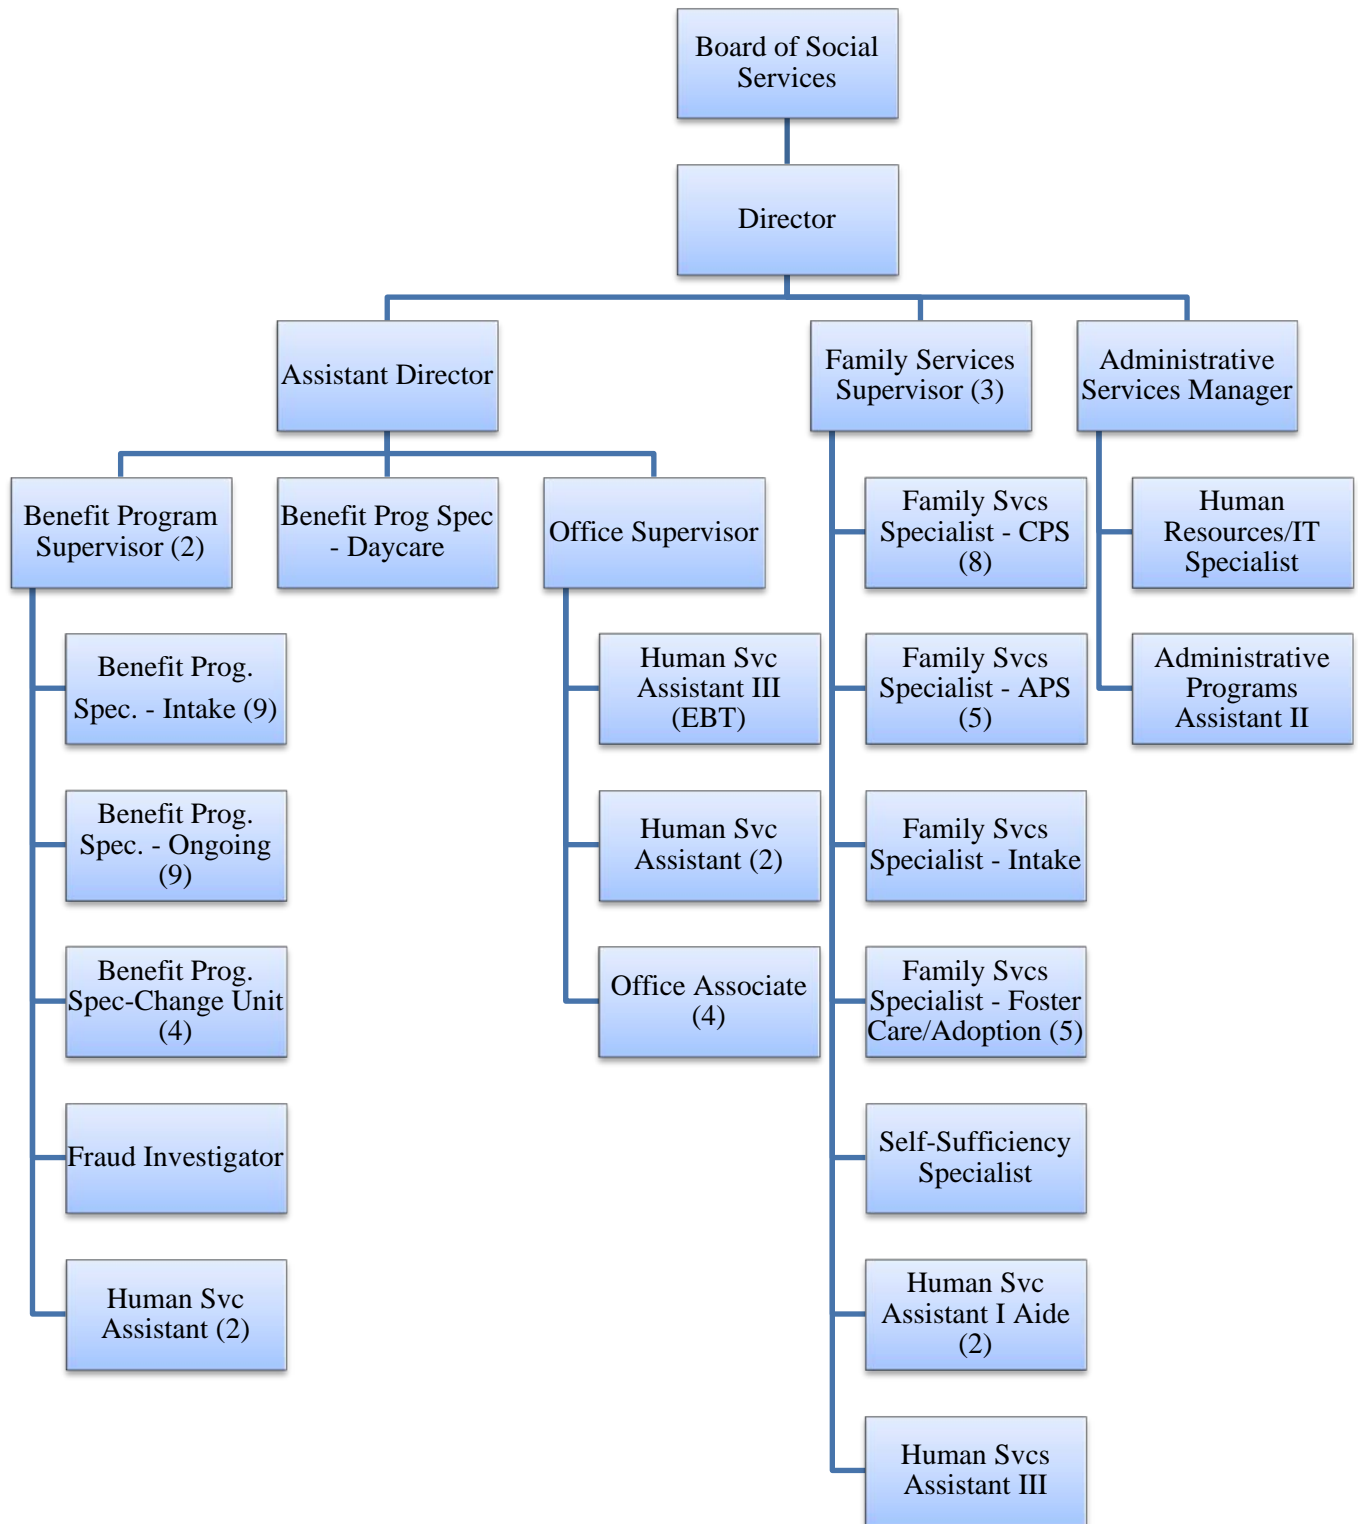 Board of Social
Services
Director
Assistant Director
Family Services
Supervisor (3)
Administrative
Services Manager
Benefit Program
Supervisor (2)
Benefit Prog Spec
- Daycare
Office Supervisor
Family Svcs
Specialist - CPS
(8)
Human
Resources/IT
Specialist
Benefit Prog.
Spec. - Intake (9)
Human Svc
Assistant III
(EBT)
Family Svcs
Specialist - APS
(5)
Administrative
Programs
Assistant II
Benefit Prog.
Spec. - Ongoing
(9)
Human Svc
Assistant (2)
Family Svcs
Specialist - Intake
Benefit Prog.
Spec-Change Unit
(4)
Office Associate
(4)
Family Svcs
Specialist - Foster
Care/Adoption (5)
Fraud Investigator
Self-Sufficiency
Specialist
Human Svc
Assistant (2)
Human Svc
Assistant I Aide
(2)
Human Svcs
Assistant III